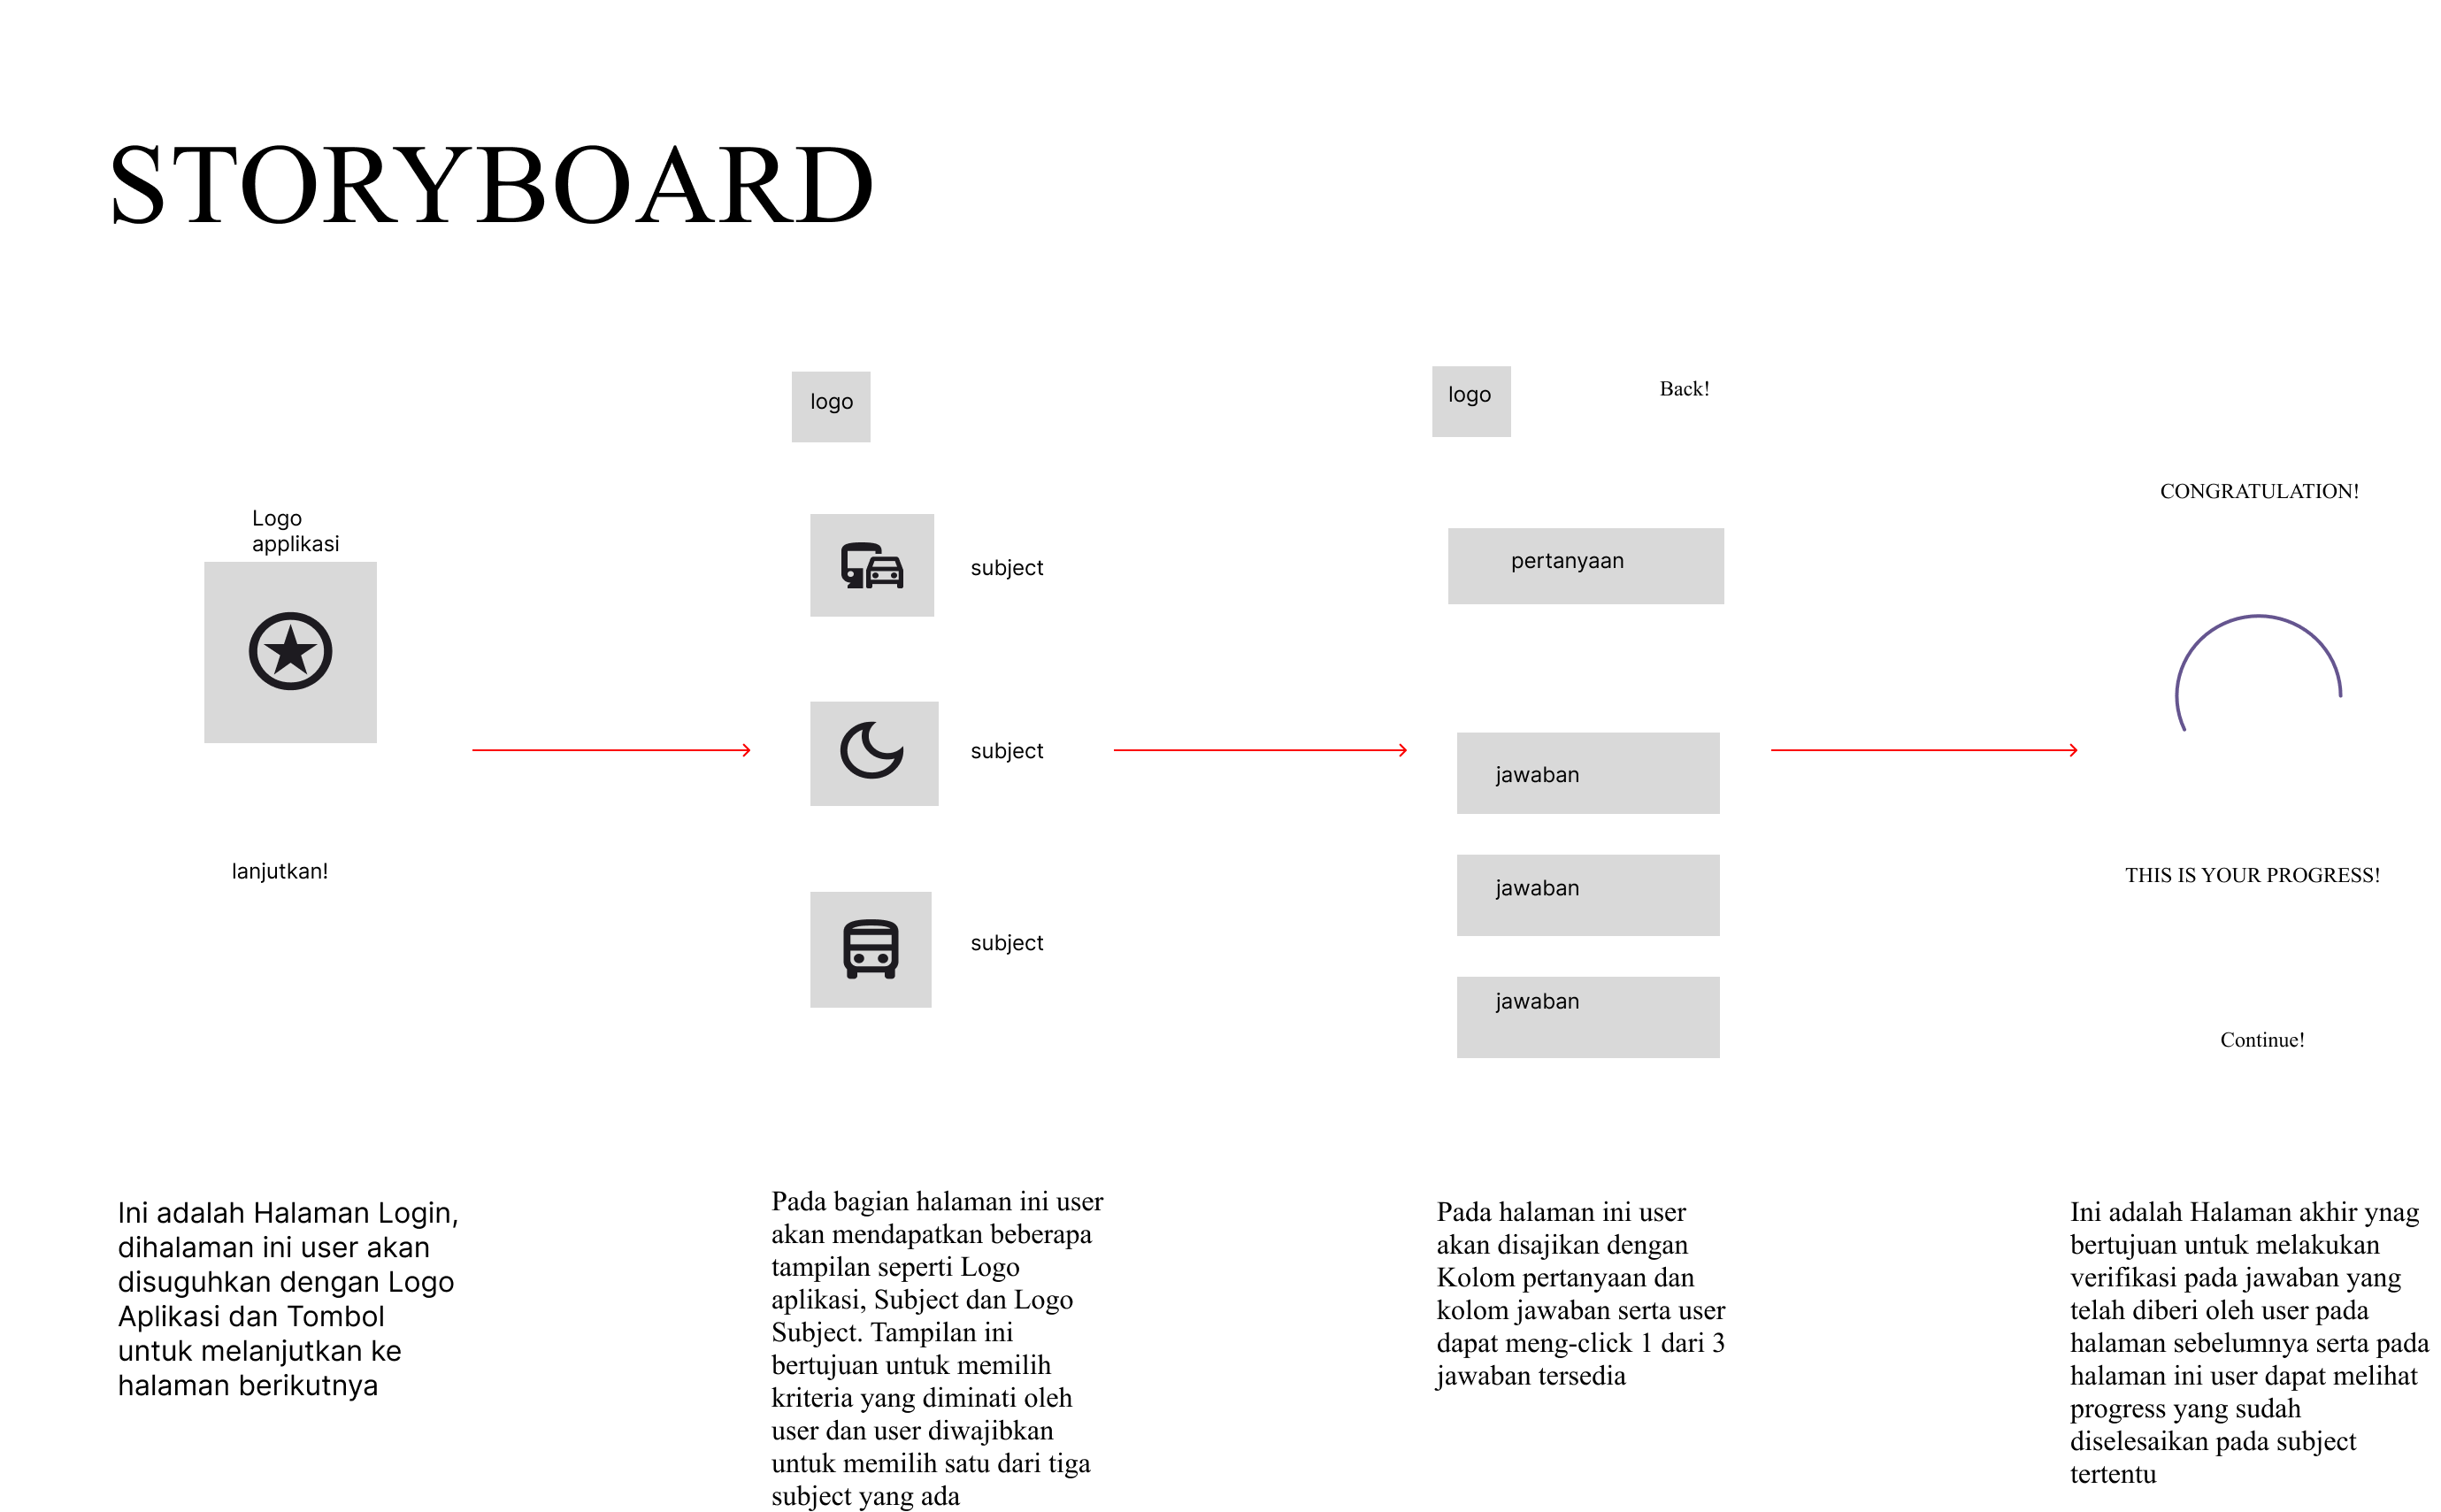 STORYBOARD
Logo
applikasi
lanjutkan!
Ini adalah Halaman Login,
dihalaman ini user akan
disuguhkan dengan Logo
Aplikasi dan Tombol
untuk melanjutkan ke
halaman berikutnya
logo
subject
subject
subject
Pada bagian halaman ini user
akan mendapatkan beberapa
tampilan seperti Logo
aplikasi, Subject dan Logo
Subject. Tampilan ini
bertujuan untuk memilih
kriteria yang diminati oleh
user dan user diwajibkan
untuk memilih satu dari tiga
subject yang ada
logo
Back!
pertanyaan
jawaban
jawaban
jawaban
Pada halaman ini user
akan disajikan dengan
Kolom pertanyaan dan
kolom jawaban serta user
dapat meng-click 1 dari 3
jawaban tersedia
CONGRATULATION!
THIS IS YOUR PROGRESS!
Continue!
Ini adalah Halaman akhir ynag
bertujuan untuk melakukan
verifikasi pada jawaban yang
telah diberi oleh user pada
halaman sebelumnya serta pada
halaman ini user dapat melihat
progress yang sudah
diselesaikan pada subject
tertentu